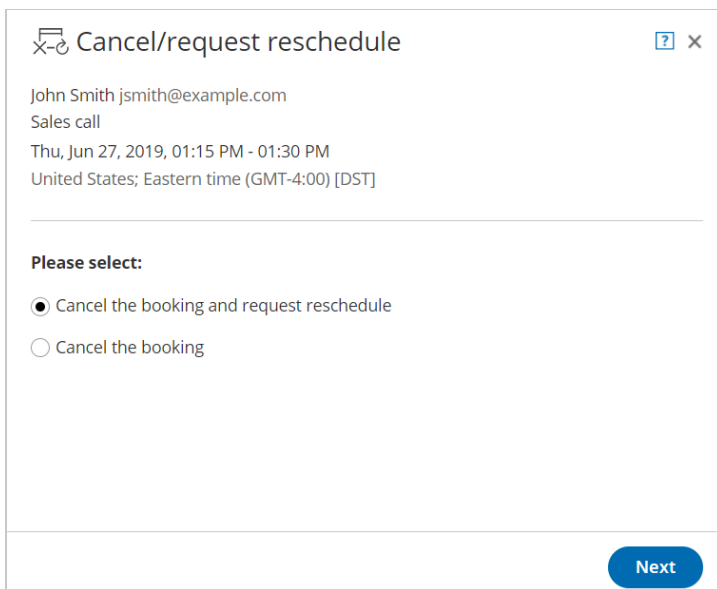 Cancel/request reschedule
?
John Smith jsmith@example.com
Sales call
Thu, Jun 27, 2019, 01:15 PM - 01:30 PM
United States; Eastern time (GMT-4:00) [DST]
Please select:
Cancel the booking and request reschedule
Cancel the booking
Next